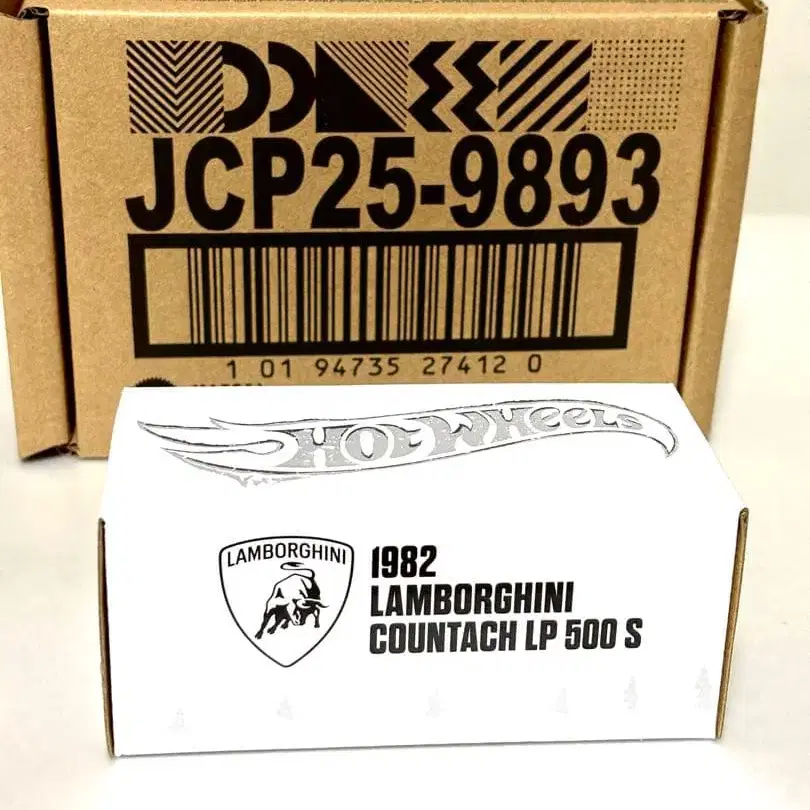 JCP25-9893
1 01 94735 27412 0
HOT WHEELS
LAMBORGHINI
1982
LAMBORGHINI
COUNTACH LP 500 S